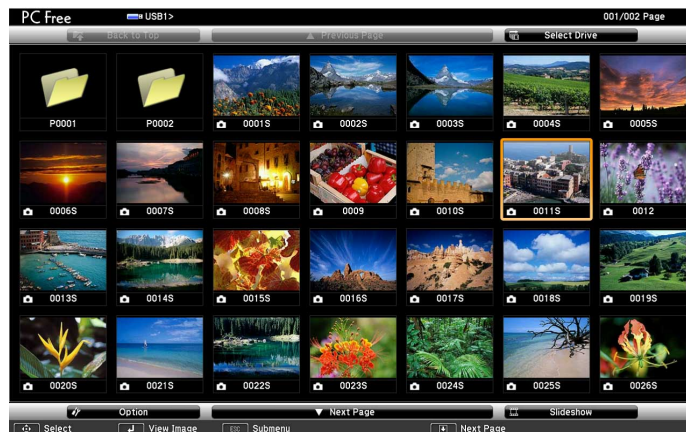 PC Free USB1> 001/002 Page
Back to Top Previous Page Select Drive
P0001 P0002 0001S 0002S 0003S 0004S 0005S
0006S 0007S 0008S 0009 0010S 0011S 0012
0013S 0014S 0015S 0016S 0017S 0018S 0019S
0020S 0021S 0022S 0023S 0024S 0025S 0026S
Option Next Page Slideshow
Select View Image ESC Submenu Next Page